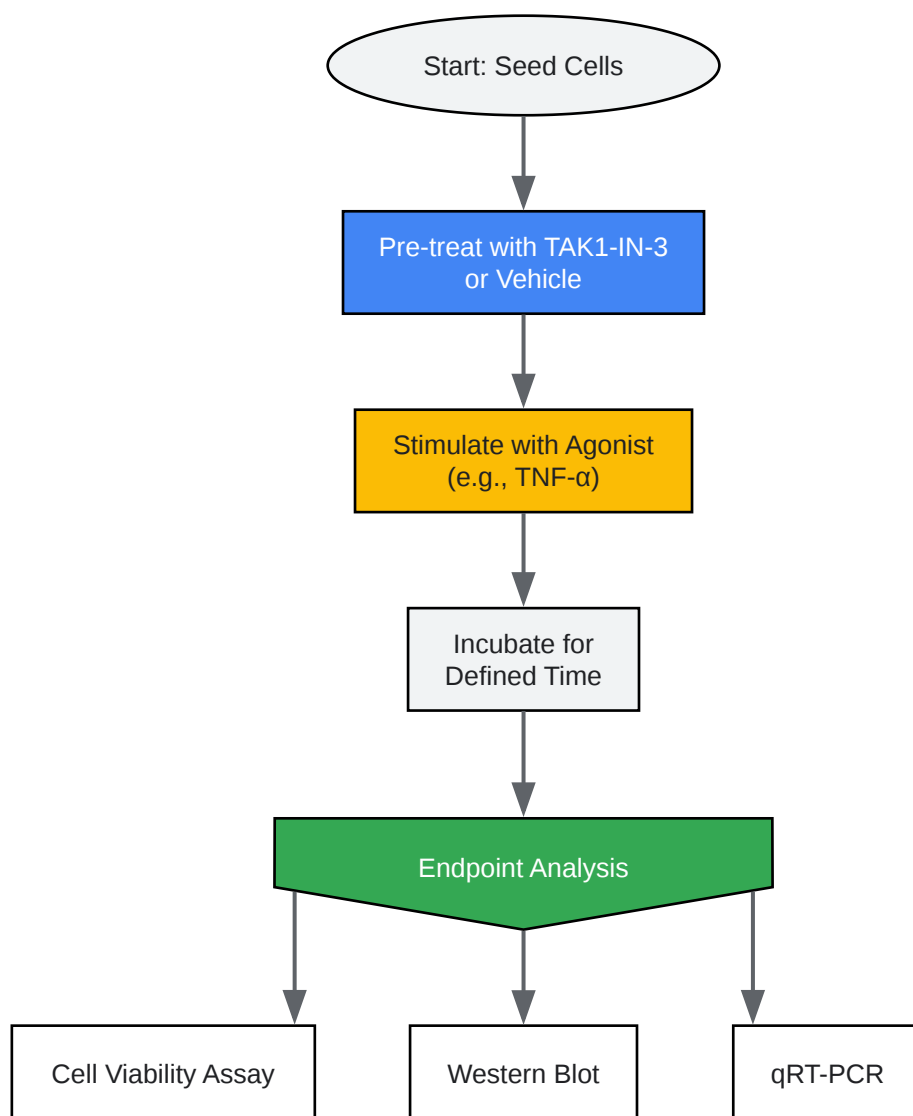 Start: Seed Cells
Pre-treat with TAK1-IN-3
or Vehicle
Stimulate with Agonist
(e.g., TNF-α)
Incubate for
Defined Time
Endpoint Analysis
Cell Viability Assay
Western Blot
qRT-PCR